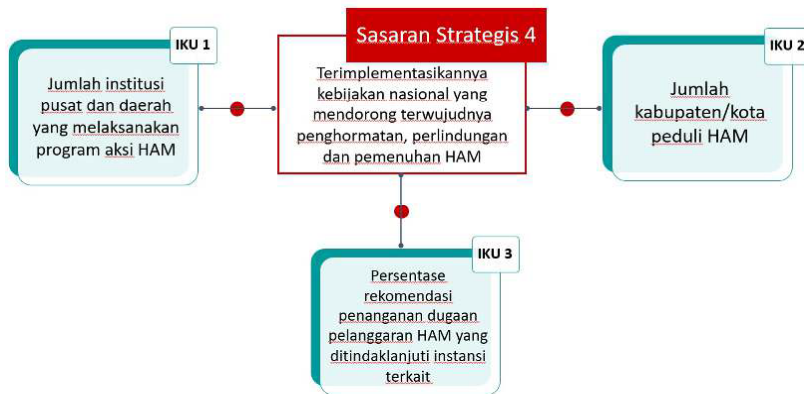 Sasaran Strategis 4
Terimplementasikannya
kebijakan nasional yang
mendorong terwujudnya
penghormatan, perlindungan
dan pemenuhan HAM
IKU 1
Jumlah institusi
pusat dan daerah
yang melaksanakan
program aksi HAM
IKU 2
Jumlah
kabupaten/kota
peduli HAM
IKU 3
Persentase
rekomendasi
penanganan dugaan
pelanggaran HAM yang
ditindaklanjuti instansi
terkait